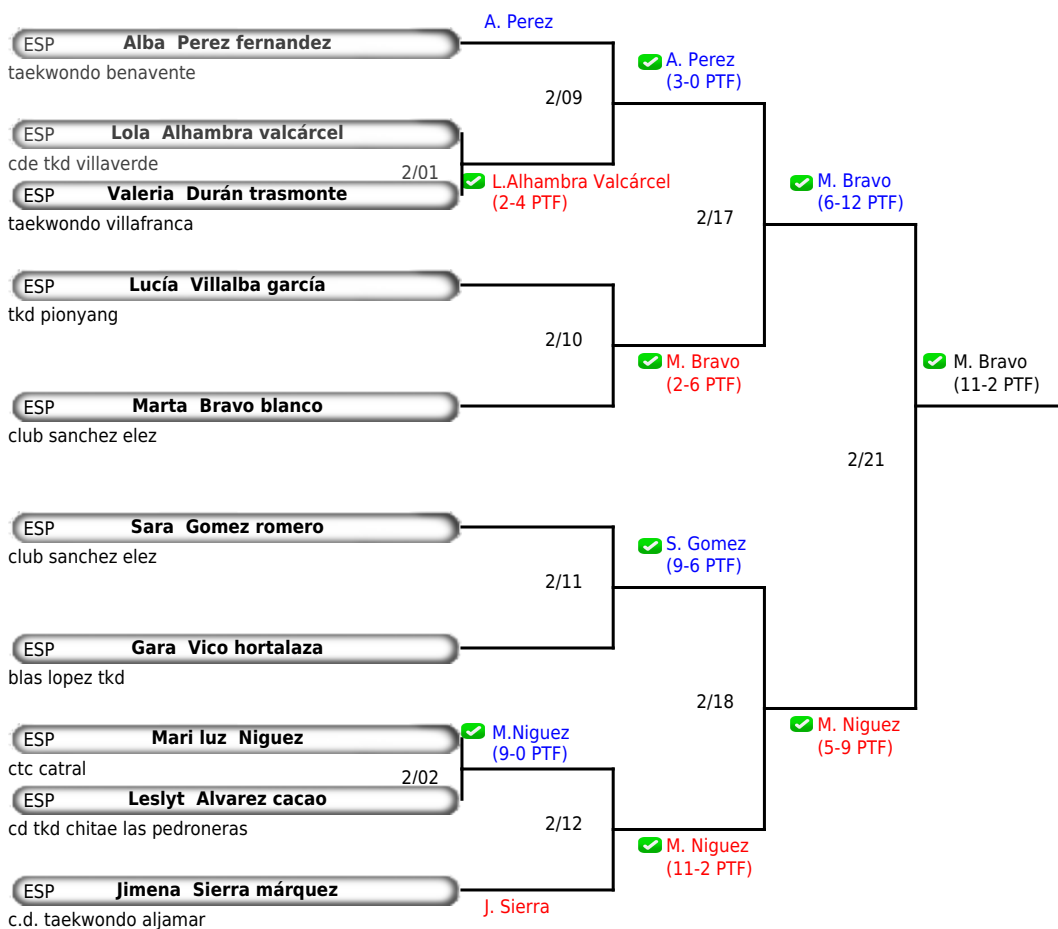 A. Perez
ESP Alba Perez fernandez
taekwondo benavente
A. Perez
(3-0 PTF)
2/09
ESP Lola Alhambra valcárcel
cde tkd villaverde
2/01
L.Alhambra Valcárcel
(2-4 PTF)
ESP Valeria Durán trasmonte
taekwondo villafranca
M. Bravo
(6-12 PTF)
2/17
ESP Lucía Villalba garcía
tkd pionyang
2/10
M. Bravo
(2-6 PTF)
M. Bravo
(11-2 PTF)
ESP Marta Bravo blanco
club sanchez elez
2/21
ESP Sara Gomez romero
club sanchez elez
S. Gomez
(9-6 PTF)
2/11
ESP Gara Vico hortalaza
blas lopez tkd
2/18
M. Niguez
(5-9 PTF)
ESP Mari luz Niguez
ctc catral
M.Niguez
(9-0 PTF)
2/02
ESP Leslyt Alvarez cacao
cd tkd chitae las pedroneras
2/12
M. Niguez
(11-2 PTF)
ESP Jimena Sierra márquez
c.d. taekwondo aljamar
J. Sierra